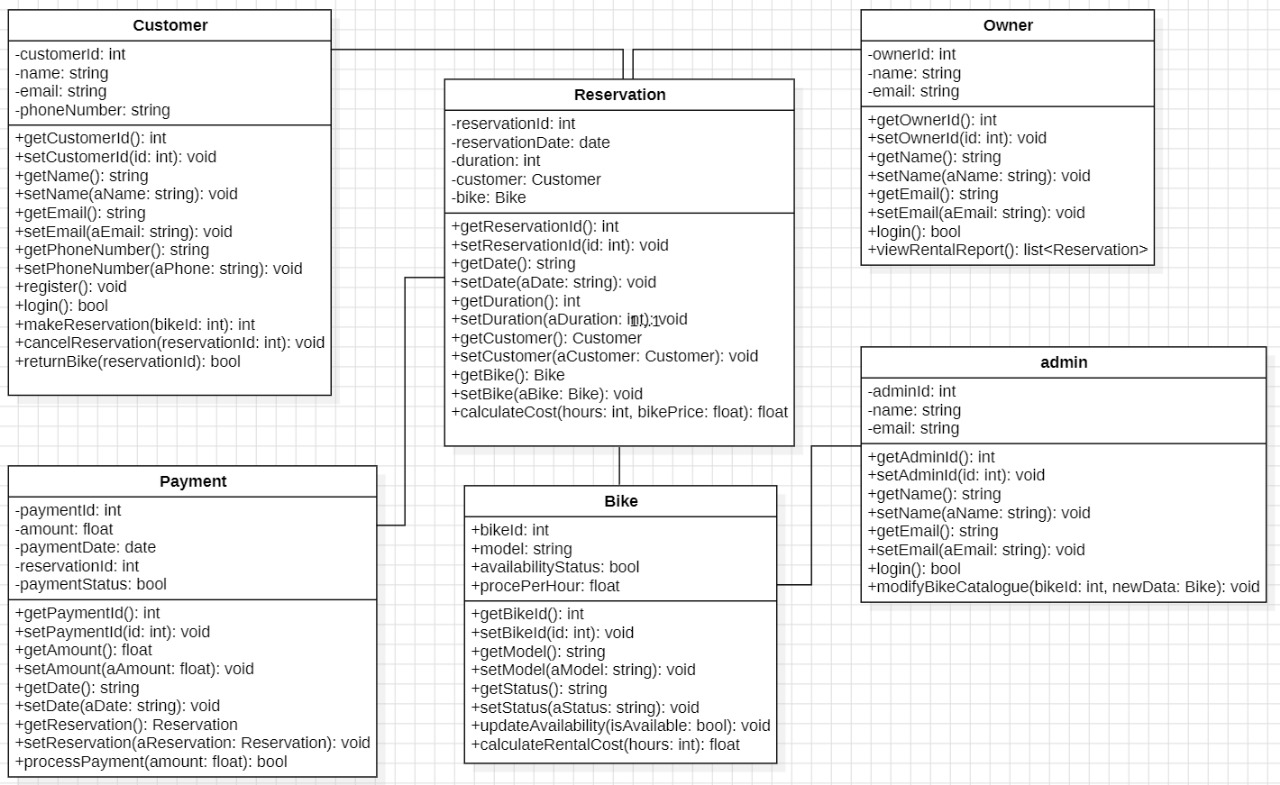 Customer
-customerId: int
-name: string
-email: string
-phoneNumber: string
+getCustomerId(): int
+setCustomerId(id: int): void
+getName(): string
+setName(aName: string): void
+getEmail(): string
+setEmail(aEmail: string): void
+getPhoneNumber(): string
+setPhoneNumber(aPhone: string): void
+register(): void
+login(): bool
+makeReservation(bikeId: int): int
+cancelReservation(reservationId: int): void
+returnBike(reservationId): bool
Reservation
-reservationId: int
-reservationDate: date
-duration: int
-customer: Customer
-bike: Bike
+getReservationId(): int
+setReservationId(id: int): void
+getDate(): string
+setDate(aDate: string): void
+getDuration(): int
+setDuration(aDuration: int): void
1...1
+getCustomer(): Customer
+setCustomer(aCustomer: Customer): void
+getBike(): Bike
+setBike(aBike: Bike): void
+calculateCost(hours: int, bikePrice: float): float
Owner
-ownerId: int
-name: string
-email: string
+getOwnerId(): int
+setOwnerId(id: int): void
+getName(): string
+setName(aName: string): void
+getEmail(): string
+setEmail(aEmail: string): void
+login(): bool
+viewRentalReport(): list<Reservation>
admin
-adminId: int
-name: string
-email: string
+getAdminId(): int
+setAdminId(id: int): void
+getName(): string
+setName(aName: string): void
+getEmail(): string
+setEmail(aEmail: string): void
+login(): bool
+modifyBikeCatalogue(bikeId: int, newData: Bike): void
Payment
-paymentId: int
-amount: float
-paymentDate: date
-reservationId: int
-paymentStatus: bool
+getPaymentId(): int
+setPaymentId(id: int): void
+getAmount(): float
+setAmount(aAmount: float): void
+getDate(): string
+setDate(aDate: string): void
+getReservation(): Reservation
+setReservation(aReservation: Reservation): void
+processPayment(amount: float): bool
Bike
+bikeId: int
+model: string
+availabilityStatus: bool
+procePerHour: float
+getBikeId(): int
+setBikeId(id: int): void
+getModel(): string
+setModel(aModel: string): void
+getStatus(): string
+setStatus(aStatus: string): void
+updateAvailability(isAvailable: bool): void
+calculateRentalCost(hours: int): float